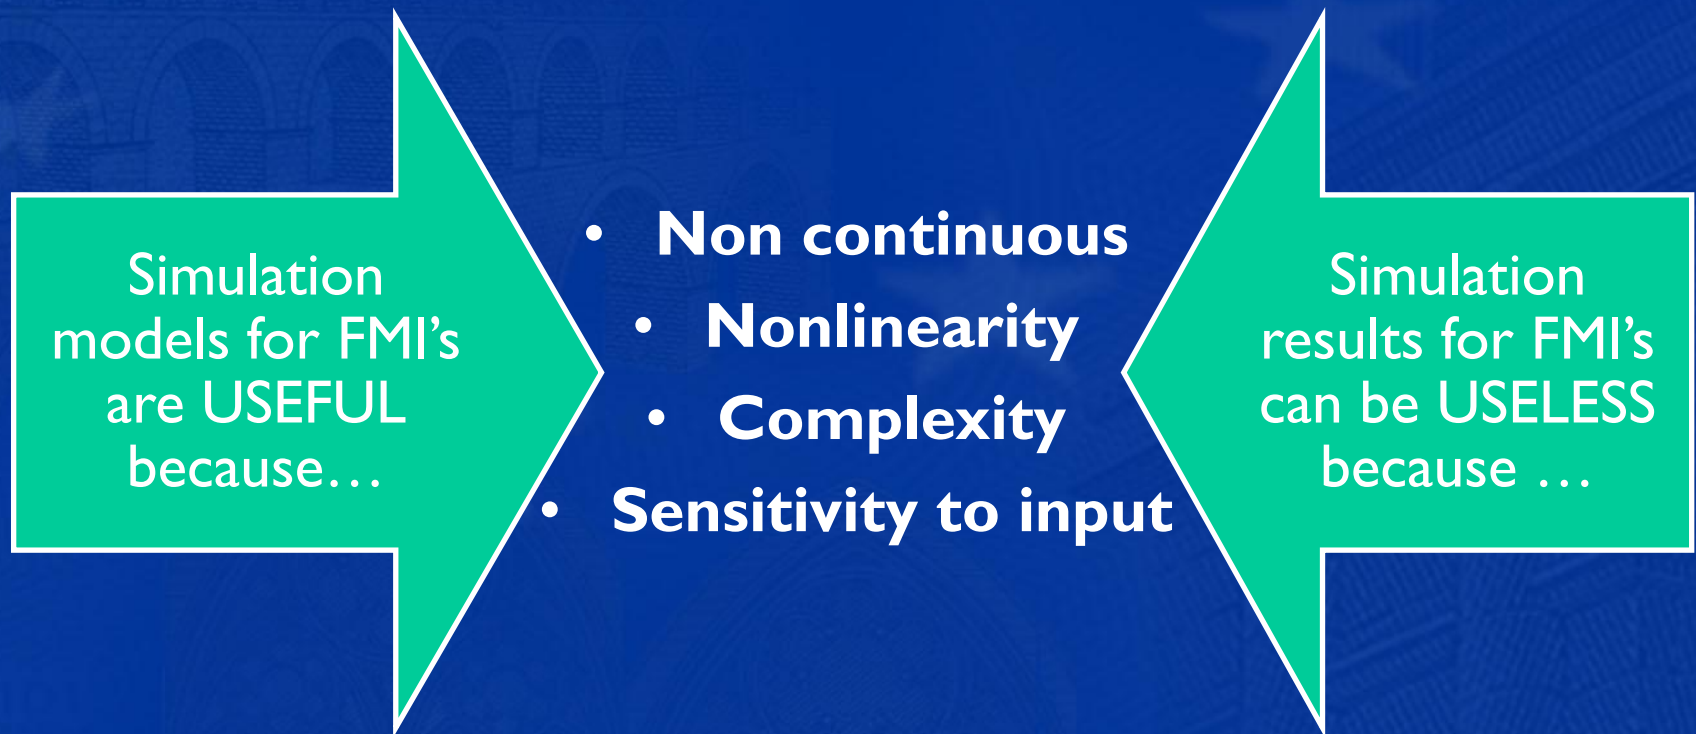 Simulation
models for FMI's
are USEFUL
because...
• Non continuous
• Nonlinearity
• Complexity
• Sensitivity to input
Simulation
results for FMI's
can be USELESS
because ...